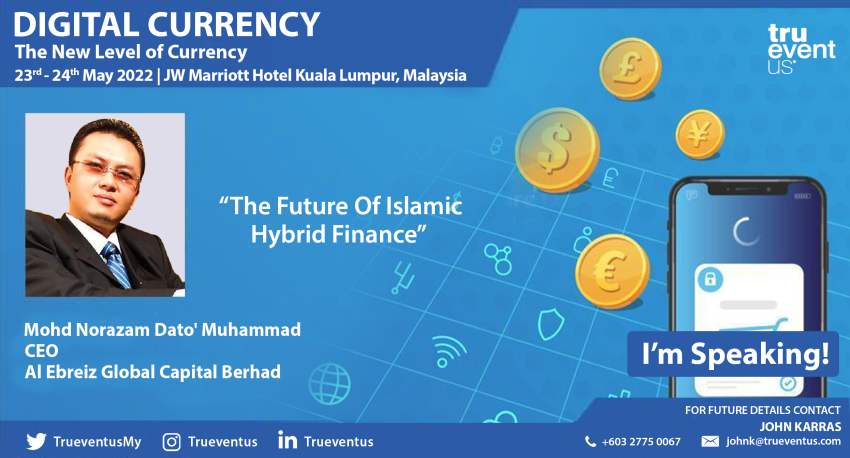 DIGITAL CURRENCY
The New Level of Currency
23rd - 24th May 2022 | JW Marriott Hotel Kuala Lumpur, Malaysia
tru
event
us
“The Future Of Islamic
Hybrid Finance”
Mohd Norazam Dato' Muhammad
CEO
Al Ebreiz Global Capital Berhad
I’m Speaking!
FOR FUTURE DETAILS CONTACT
JOHN KARRAS
TrueventusMy
Trueventus
Trueventus
+603 2775 0067
johnk@trueventus.com